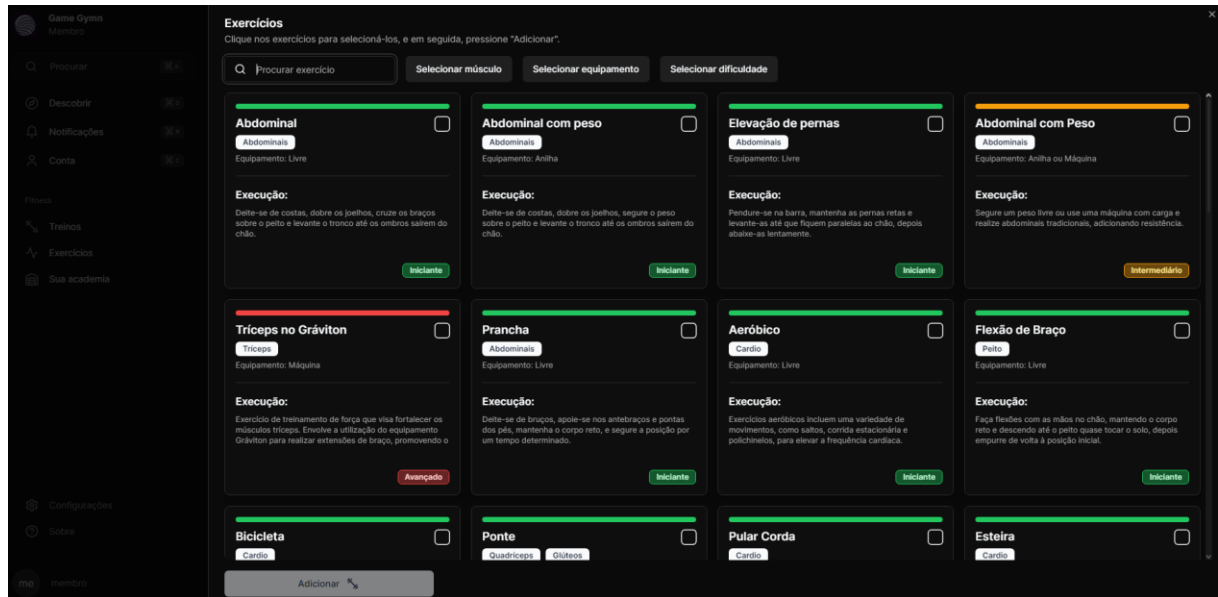 Game Gymn
Membro
Procurar
Descobrir
Notificações
Conta
Fitness
Treinos
Exercícios
Sua academia
Configurações
Sobre
me membro
Exercícios
Clique nos exercícios para selecioná-los, e em seguida, pressione "Adicionar".
Procurar exercício
Selecionar músculo
Selecionar equipamento
Selecionar dificuldade
Abdominal
Abdominais
Equipamento: Livre
Execução:
Deite-se de costas, dobre os joelhos, cruze os braços
sobre o peito e levante o tronco até os ombros saírem do
chão.
Iniciante
Abdominal com peso
Abdominais
Equipamento: Anilha
Execução:
Deite-se de costas, dobre os joelhos, segure o peso
sobre o peito e levante o tronco até os ombros saírem do
chão.
Iniciante
Elevação de pernas
Abdominais
Equipamento: Livre
Execução:
Pendure-se na barra, mantenha as pernas retas e
levante-as até que fiquem paralelas ao chão, depois
abaixe-as lentamente.
Iniciante
Abdominal com Peso
Abdominais
Equipamento: Anilha ou Máquina
Execução:
Segure um peso livre ou use uma máquina com carga e
realize abdominais tradicionais, adicionando resistência.
Intermediário
Tríceps no Gráviton
Tríceps
Equipamento: Máquina
Execução:
Exercício de treinamento de força que visa fortalecer os
músculos tríceps. Envolve a utilização do equipamento
Gráviton para realizar extensões de braço, promovendo o
Avançado
Prancha
Abdominais
Equipamento: Livre
Execução:
Deite-se de bruços, apoie-se nos antebraços e pontas
dos pés, mantenha o corpo reto, e segure a posição por
um tempo determinado.
Iniciante
Aeróbico
Cardio
Equipamento: Livre
Execução:
Exercícios aeróbicos incluem uma variedade de
movimentos, como saltos, corrida estacionária e
polichinelos, para elevar a frequência cardíaca.
Iniciante
Flexão de Braço
Peito
Equipamento: Livre
Execução:
Faça flexões com as mãos no chão, mantendo o corpo
reto e descendo até o peito quase tocar o solo, depois
empurre de volta à posição inicial.
Iniciante
Bicicleta
Cardio
Ponte
Quadríceps Glúteos
Pular Corda
Cardio
Esteira
Cardio
Adicionar